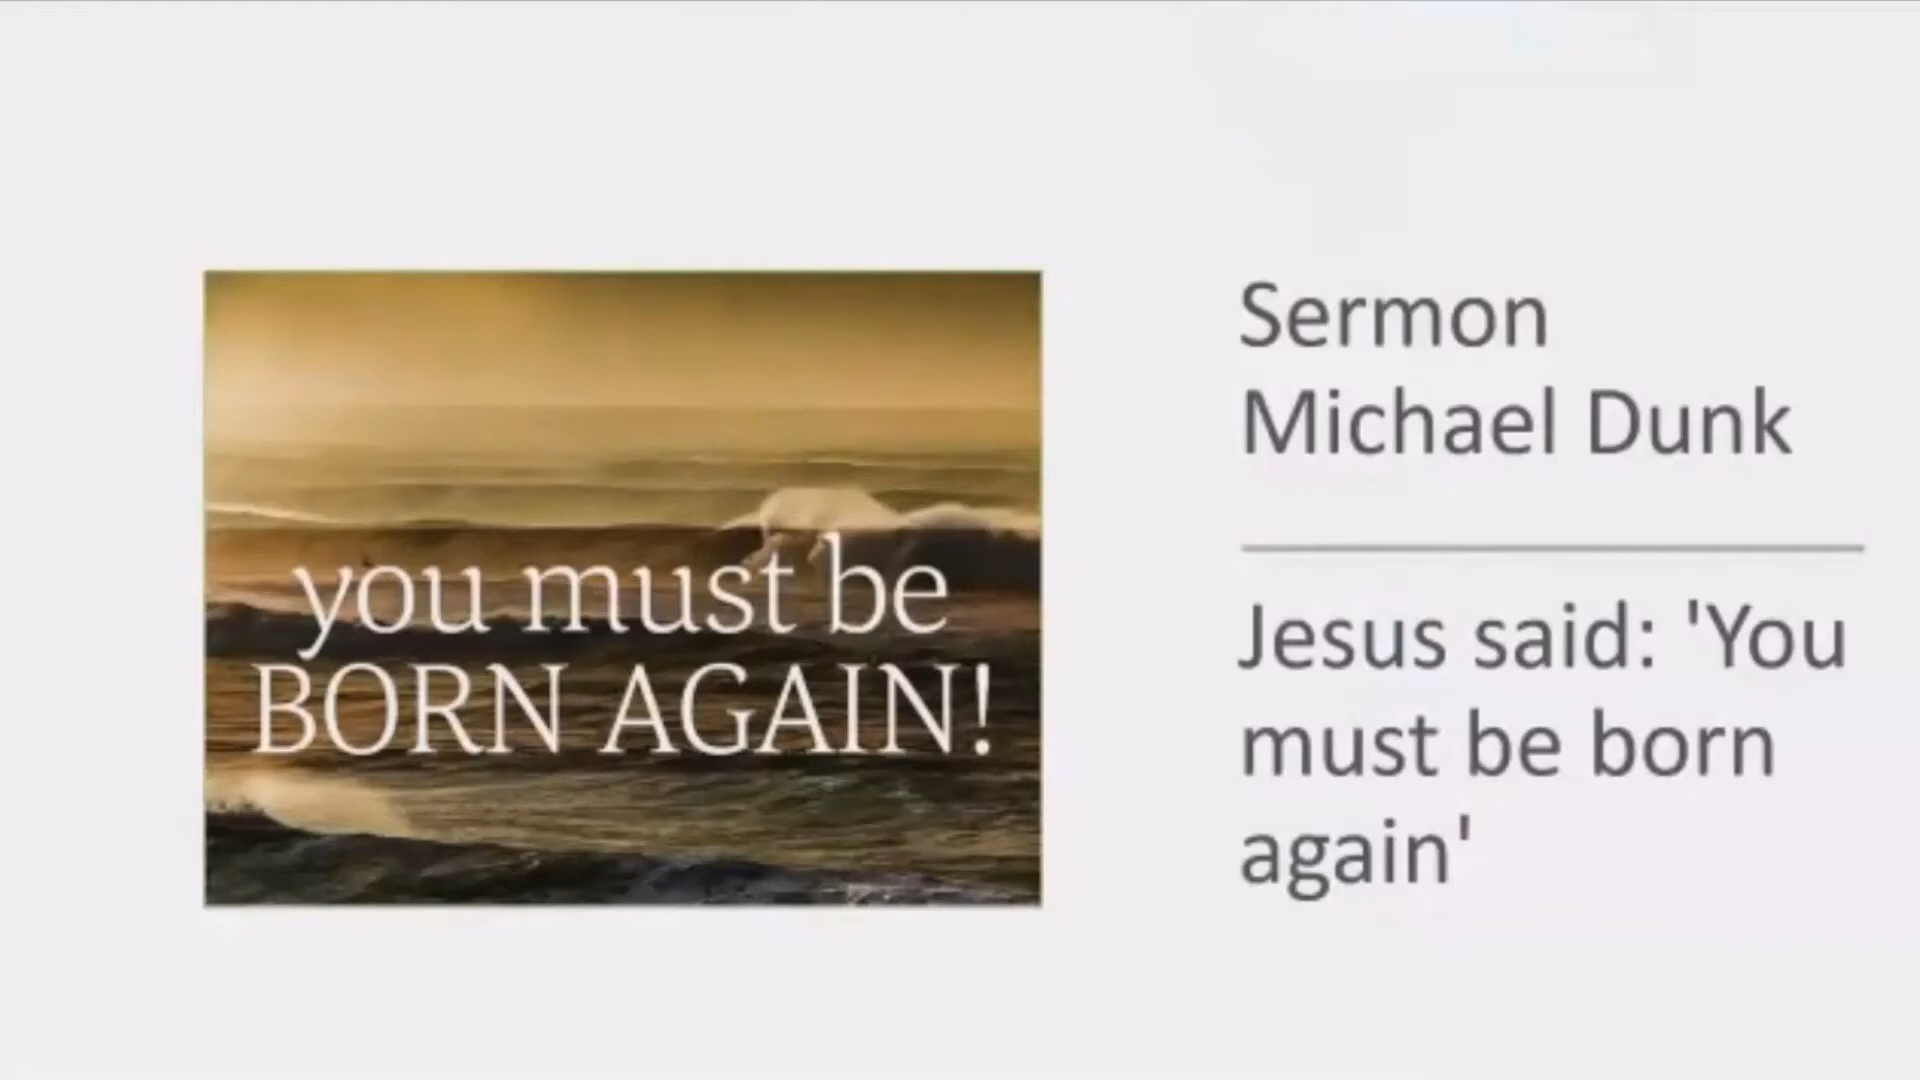 you must be
BORN AGAIN!
Sermon
Michael Dunk
Jesus said: 'You
must be born
again'